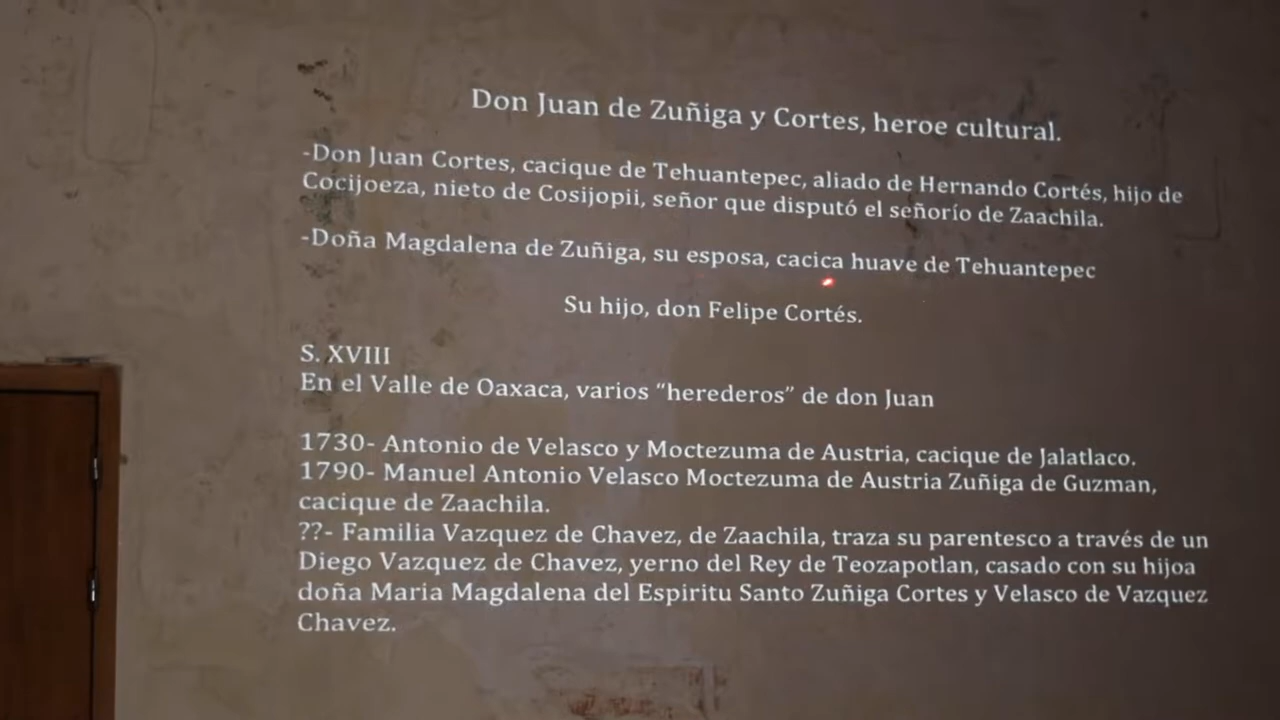 Don Juan de Zuñiga y Cortes, heroe cultural.
-Don Juan Cortes, cacique de Tehuantepec, aliado de Hernando Cortés, hijo de
Cocijoeza, nieto de Cosijopii, señor que disputó el señorío de Zaachila.
-Doña Magdalena de Zuñiga, su esposa, cacica huave de Tehuantepec
Su hijo, don Felipe Cortés.
S. XVIII
En el Valle de Oaxaca, varios “herederos” de don Juan
1730- Antonio de Velasco y Moctezuma de Austria, cacique de Jalatlaco.
1790- Manuel Antonio Velasco Moctezuma de Austria Zuñiga de Guzman,
cacique de Zaachila.
??- Familia Vazquez de Chavez, de Zaachila, traza su parentesco a través de un
Diego Vazquez de Chavez, yerno del Rey de Teozapotlan, casado con su hijoa
doña Maria Magdalena del Espiritu Santo Zuñiga Cortes y Velasco de Vazquez
Chavez.